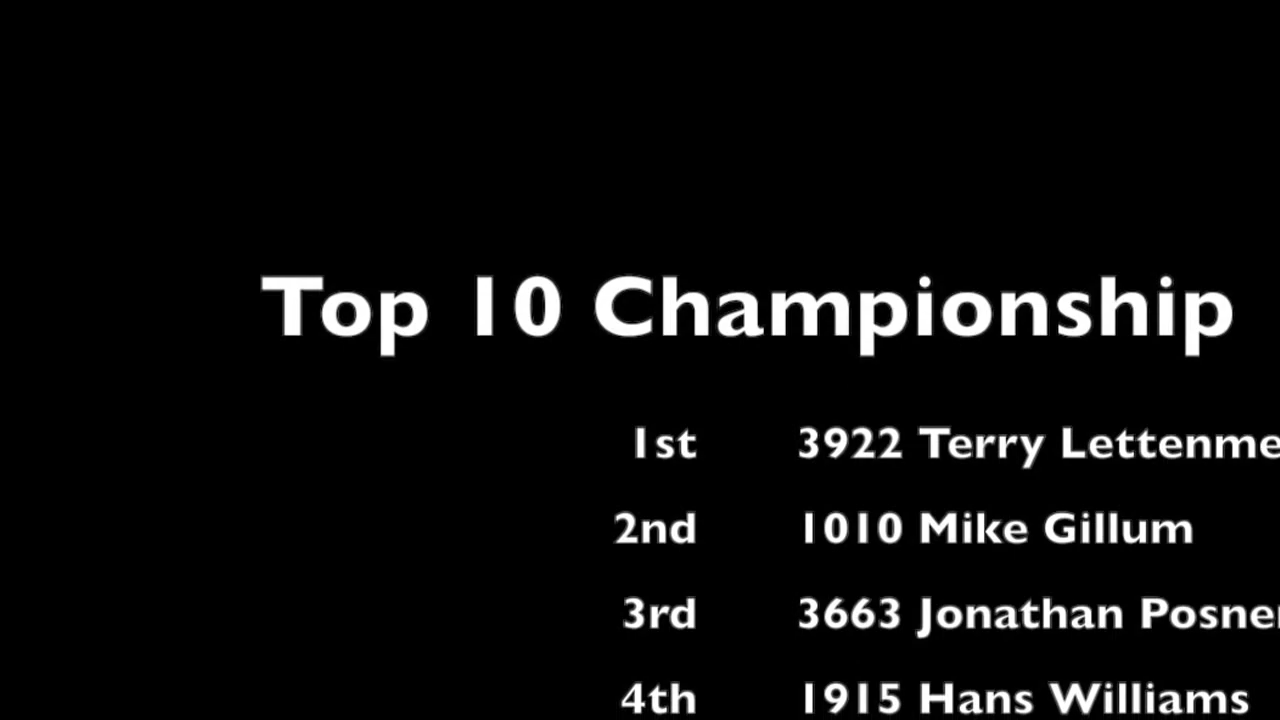 Top 10 Championship
1st 3922 Terry Lettenme
2nd 1010 Mike Gillum
3rd 3663 Jonathan Posner
4th 1915 Hans Williams